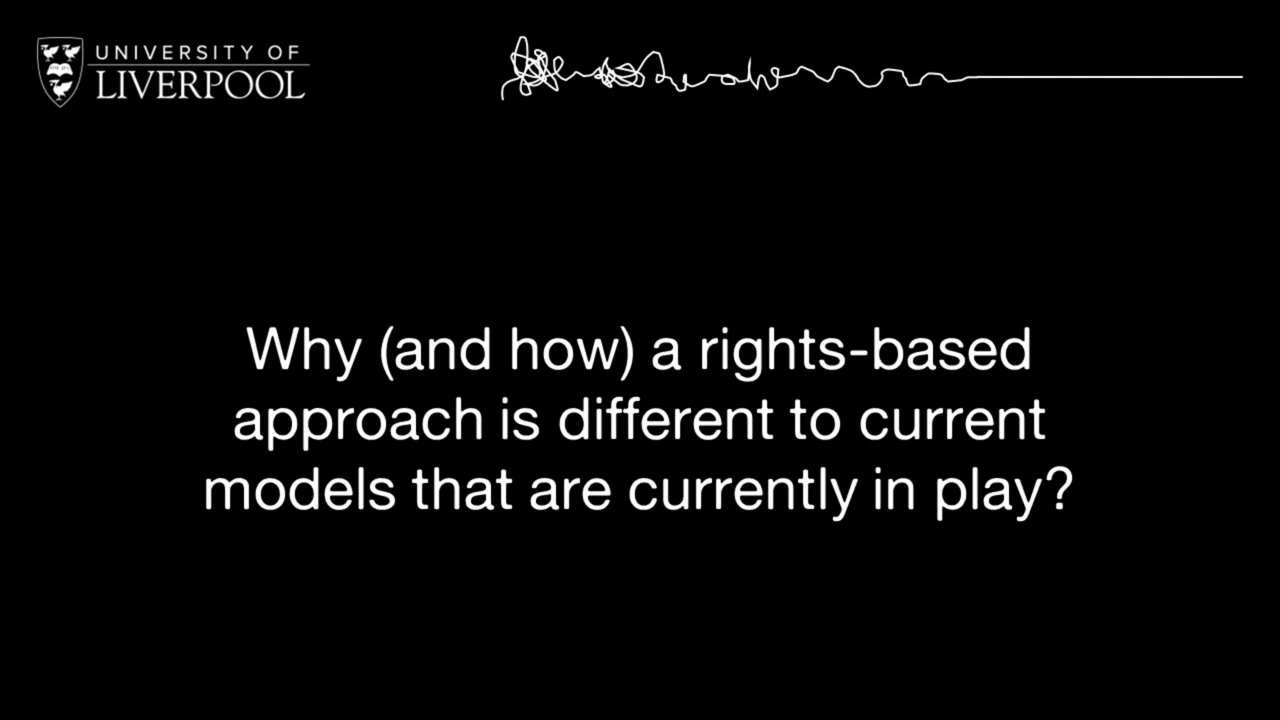 UNIVERSITY OF
LIVERPOOL
Why (and how) a rights-based
approach is different to current
models that are currently in play?